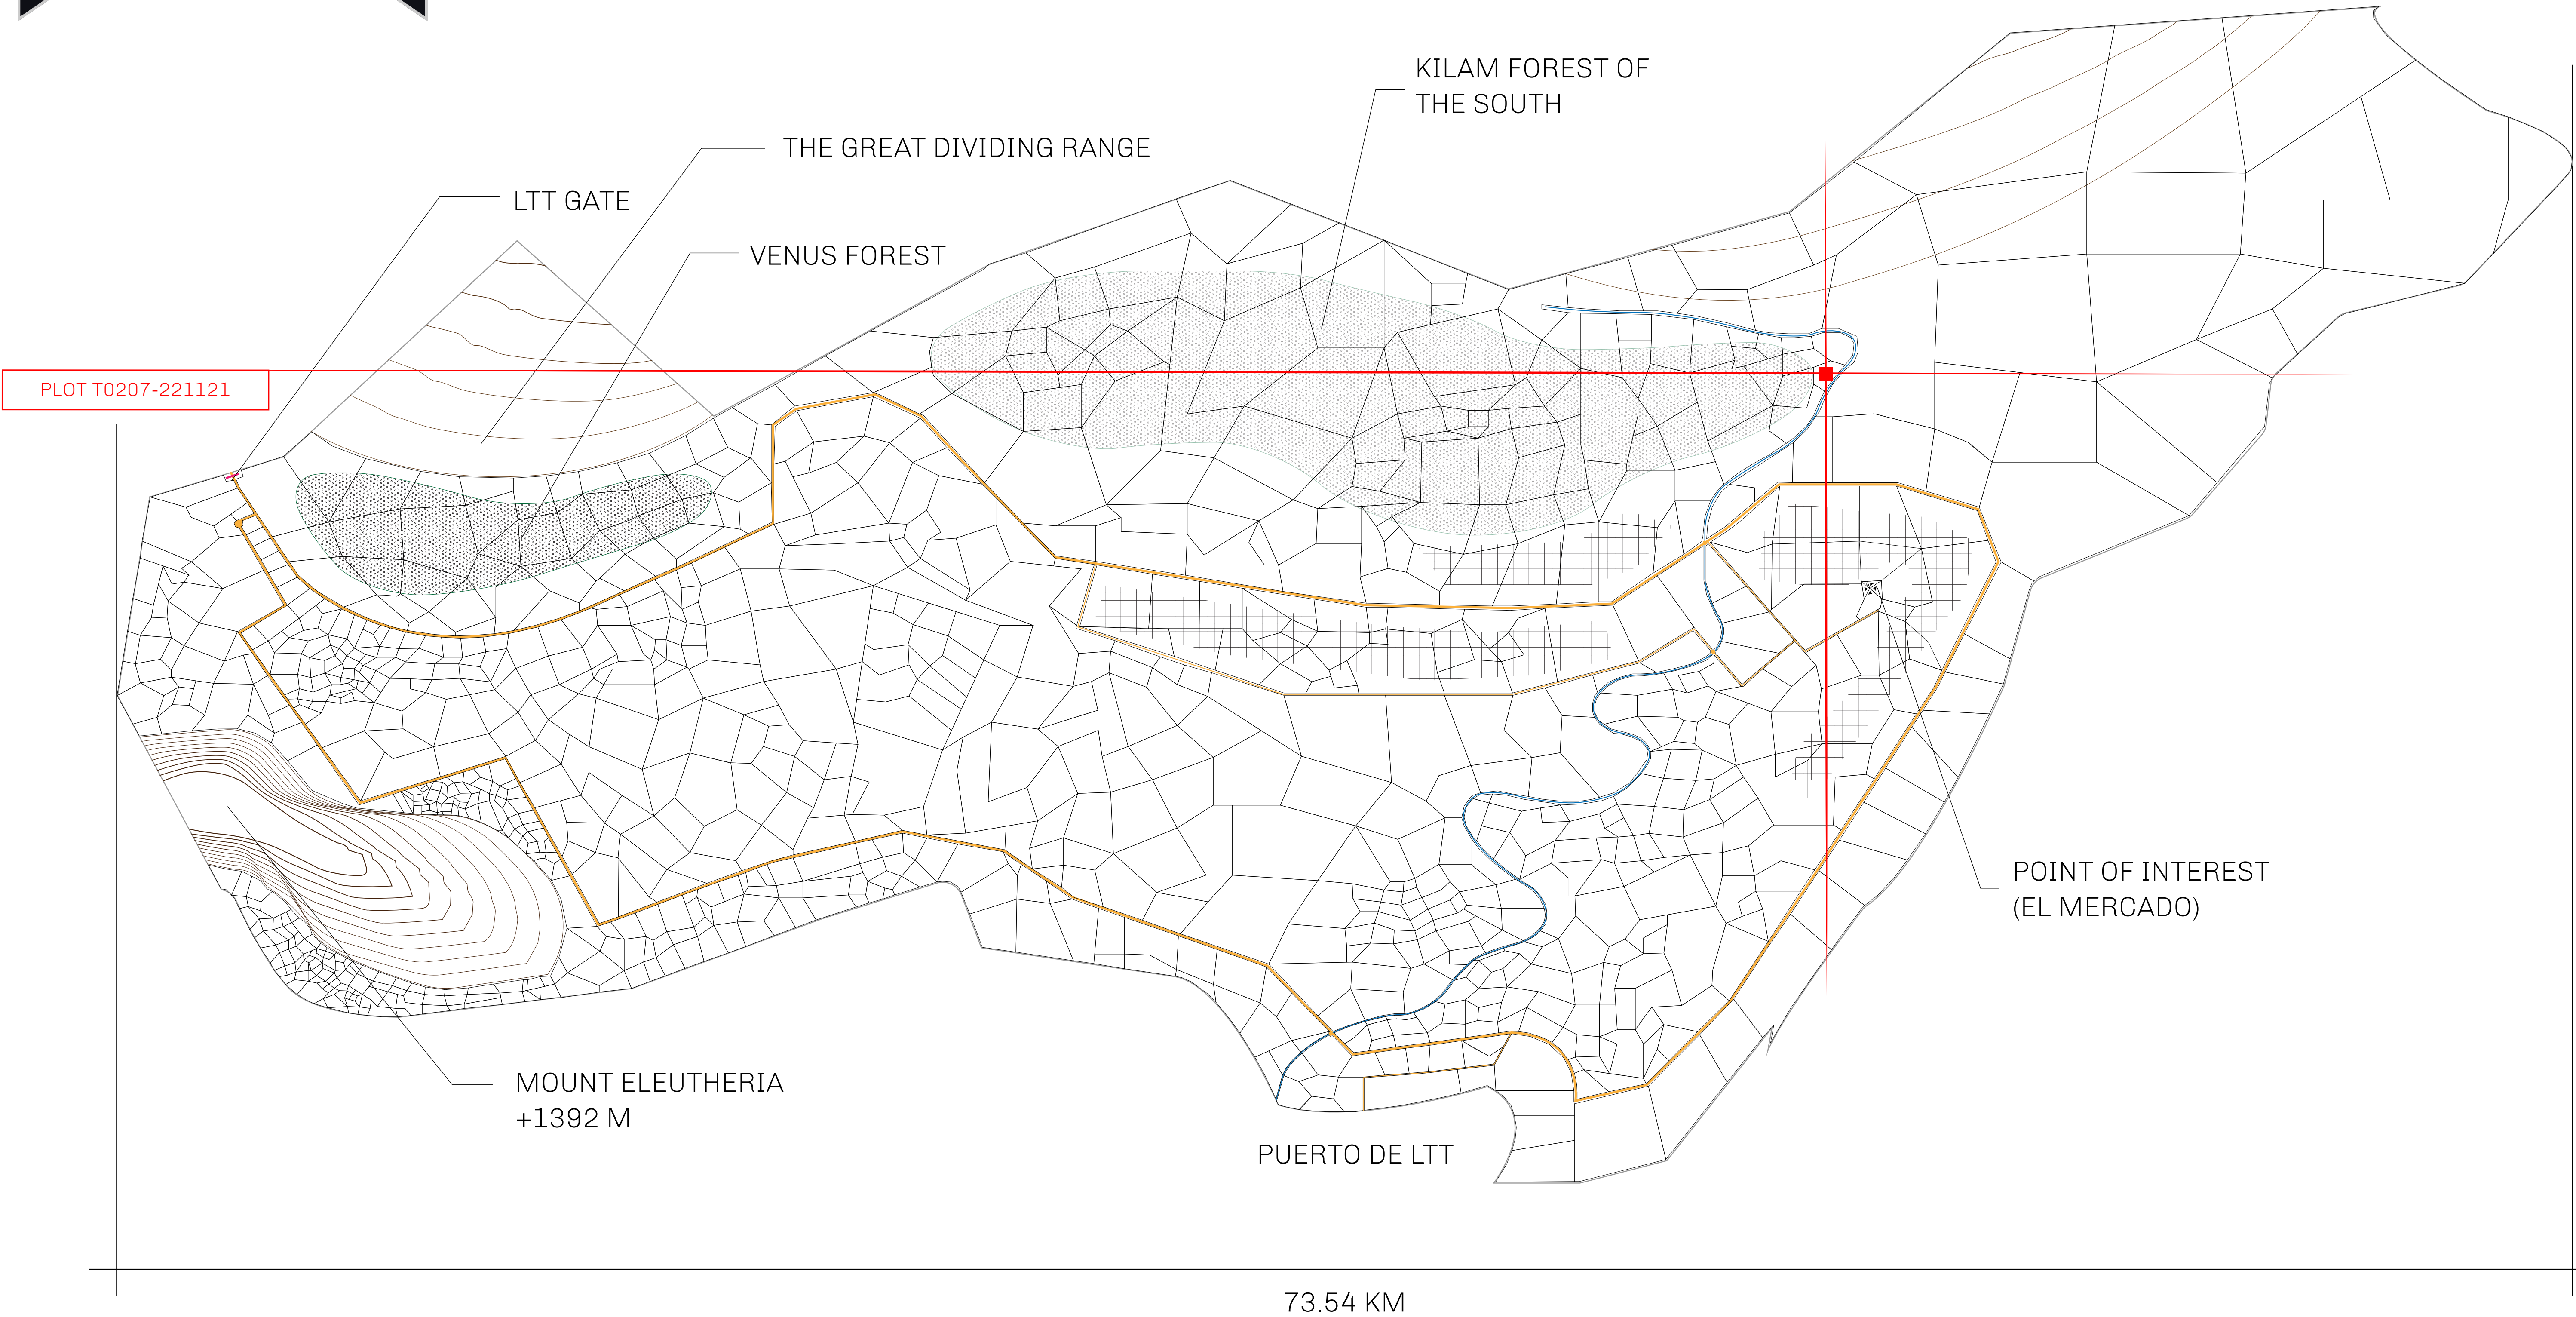 KILAM FOREST OF
THE SOUTH
THE GREAT DIVIDING RANGE
LTT GATE
VENUS FOREST
PLOT T0207-221121
POINT OF INTEREST
(EL MERCADO)
MOUNT ELEUTHERIA
+1392 M
PUERTO DE LTT
73.54 KM